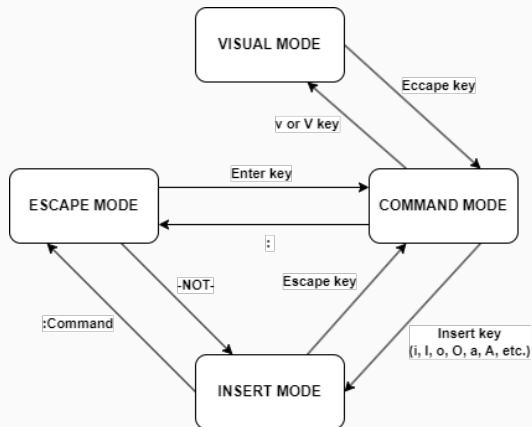 VISUAL MODE
Eccape key
v or V key
Enter key
ESCAPE MODE
COMMAND MODE
:
-NOT-
Escape key
:Command
Insert key
(i, I, o, O, a, A, etc.)
INSERT MODE